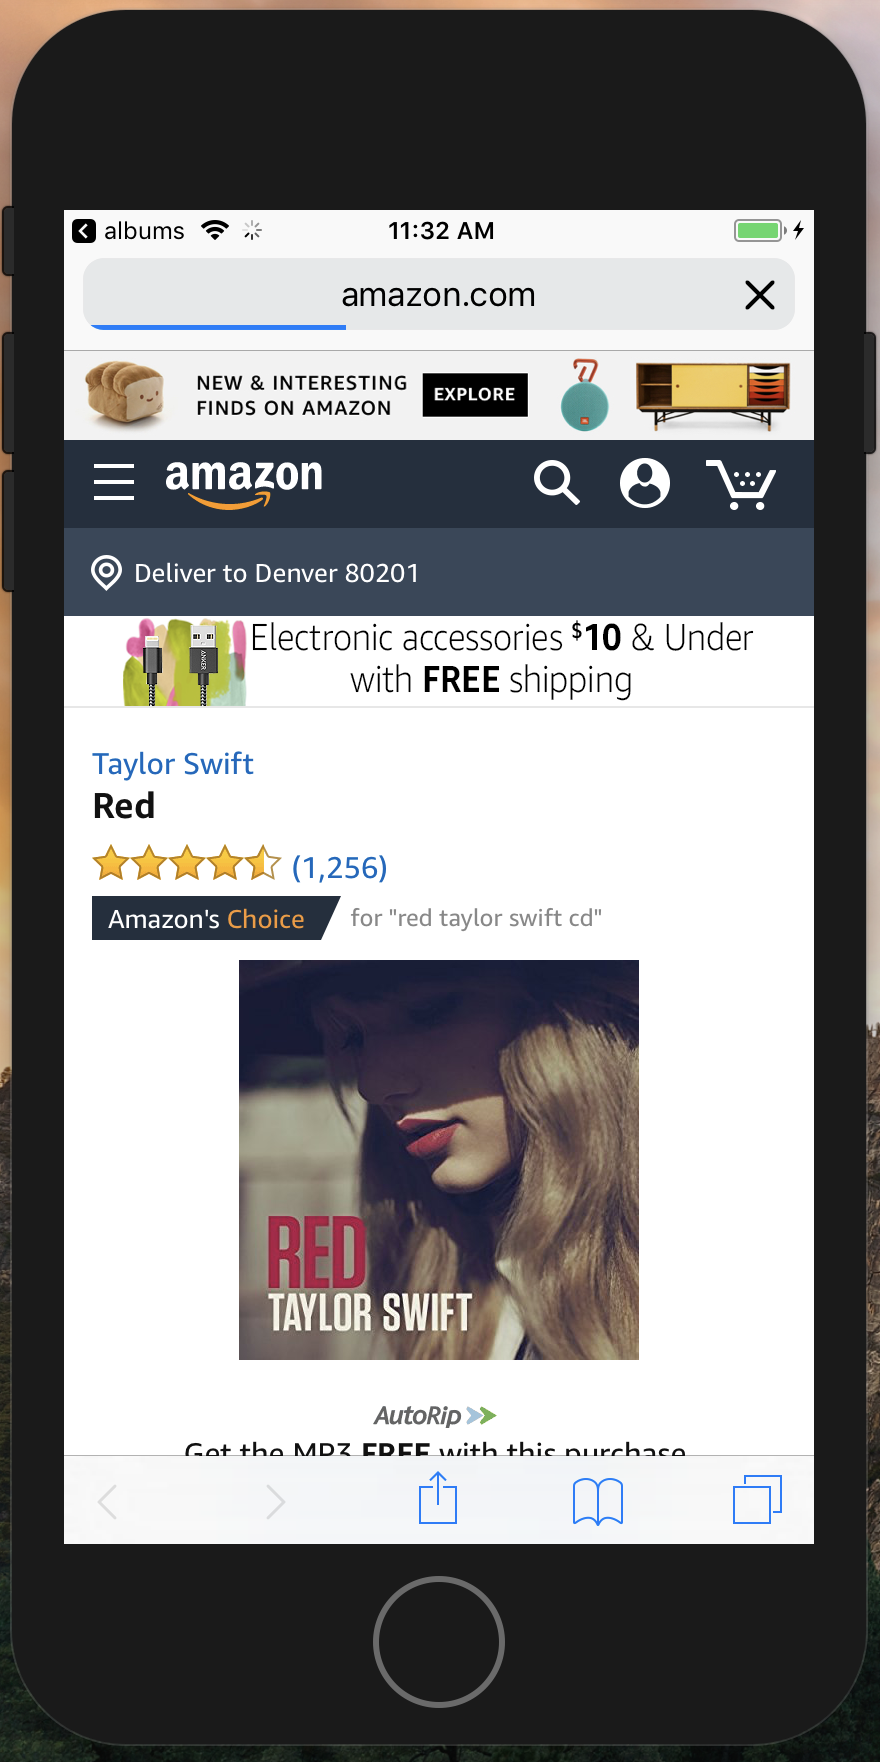 albums
11:32 AM
amazon.com
NEW & INTERESTING
FINDS ON AMAZON
EXPLORE
amazon
Deliver to Denver 80201
ANKER
Electronic accessories $10 & Under
with FREE shipping
Taylor Swift
Red
(1,256)
Amazon's Choice for "red taylor swift cd"
RED
TAYLOR SWIFT
AutoRip
Get the MP3 FREE with this purchase